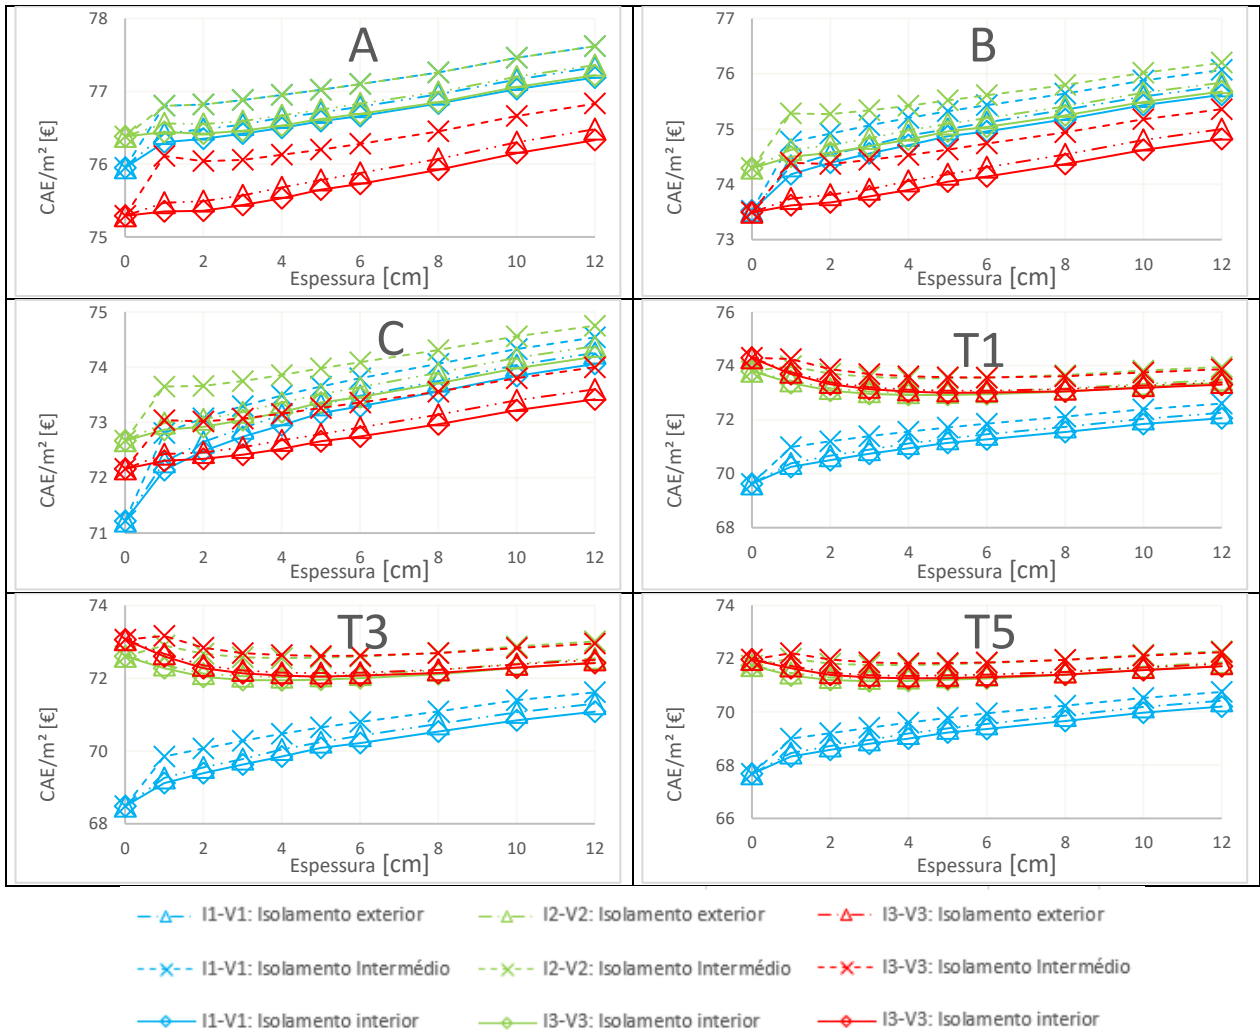 A
CAE/m² [€]
78
77
76
75
0 2 4 6 8 10 12
Espessura [cm]
B
CAE/m² [€]
77
76
75
74
73
0 2 4 6 8 10 12
Espessura [cm]
C
CAE/m² [€]
75
74
73
72
71
0 2 4 6 8 10 12
Espessura [cm]
T1
CAE/m² [€]
76
74
72
70
68
0 2 4 6 8 10 12
Espessura [cm]
T3
CAE/m² [€]
74
72
70
68
0 2 4 6 8 10 12
Espessura [cm]
T5
CAE/m² [€]
74
72
70
68
66
0 2 4 6 8 10 12
Espessura [cm]
I1-V1: Isolamento exterior
I2-V2: Isolamento exterior
I3-V3: Isolamento exterior
I1-V1: Isolamento Intermédio
I2-V2: Isolamento Intermédio
I3-V3: Isolamento Intermédio
I1-V1: Isolamento interior
I3-V3: Isolamento interior
I3-V3: Isolamento interior